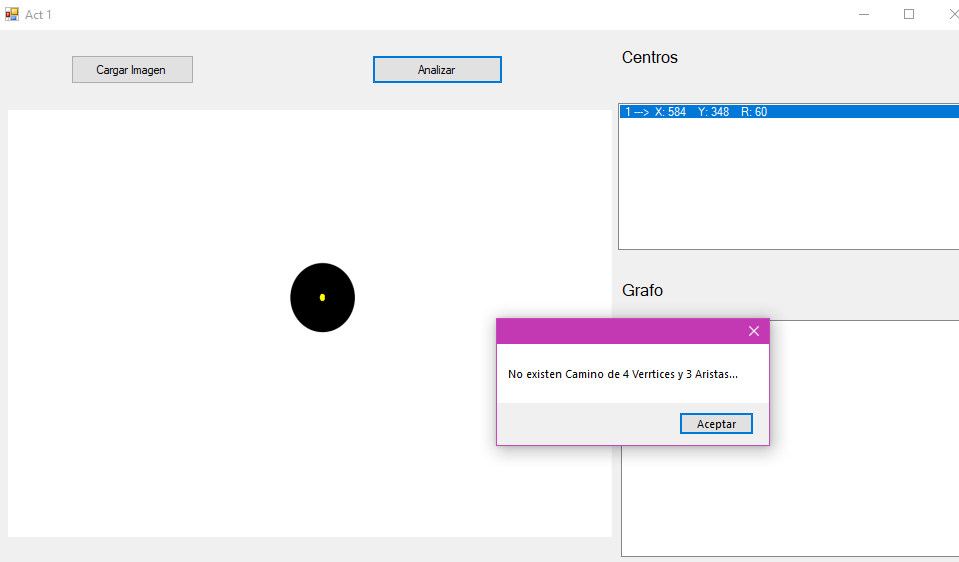 Act 1
Cargar Imagen
Analizar
Centros
1 ---> X: 584 Y: 348 R: 60
Grafo
No existen Camino de 4 Verrtices y 3 Aristas...
Aceptar